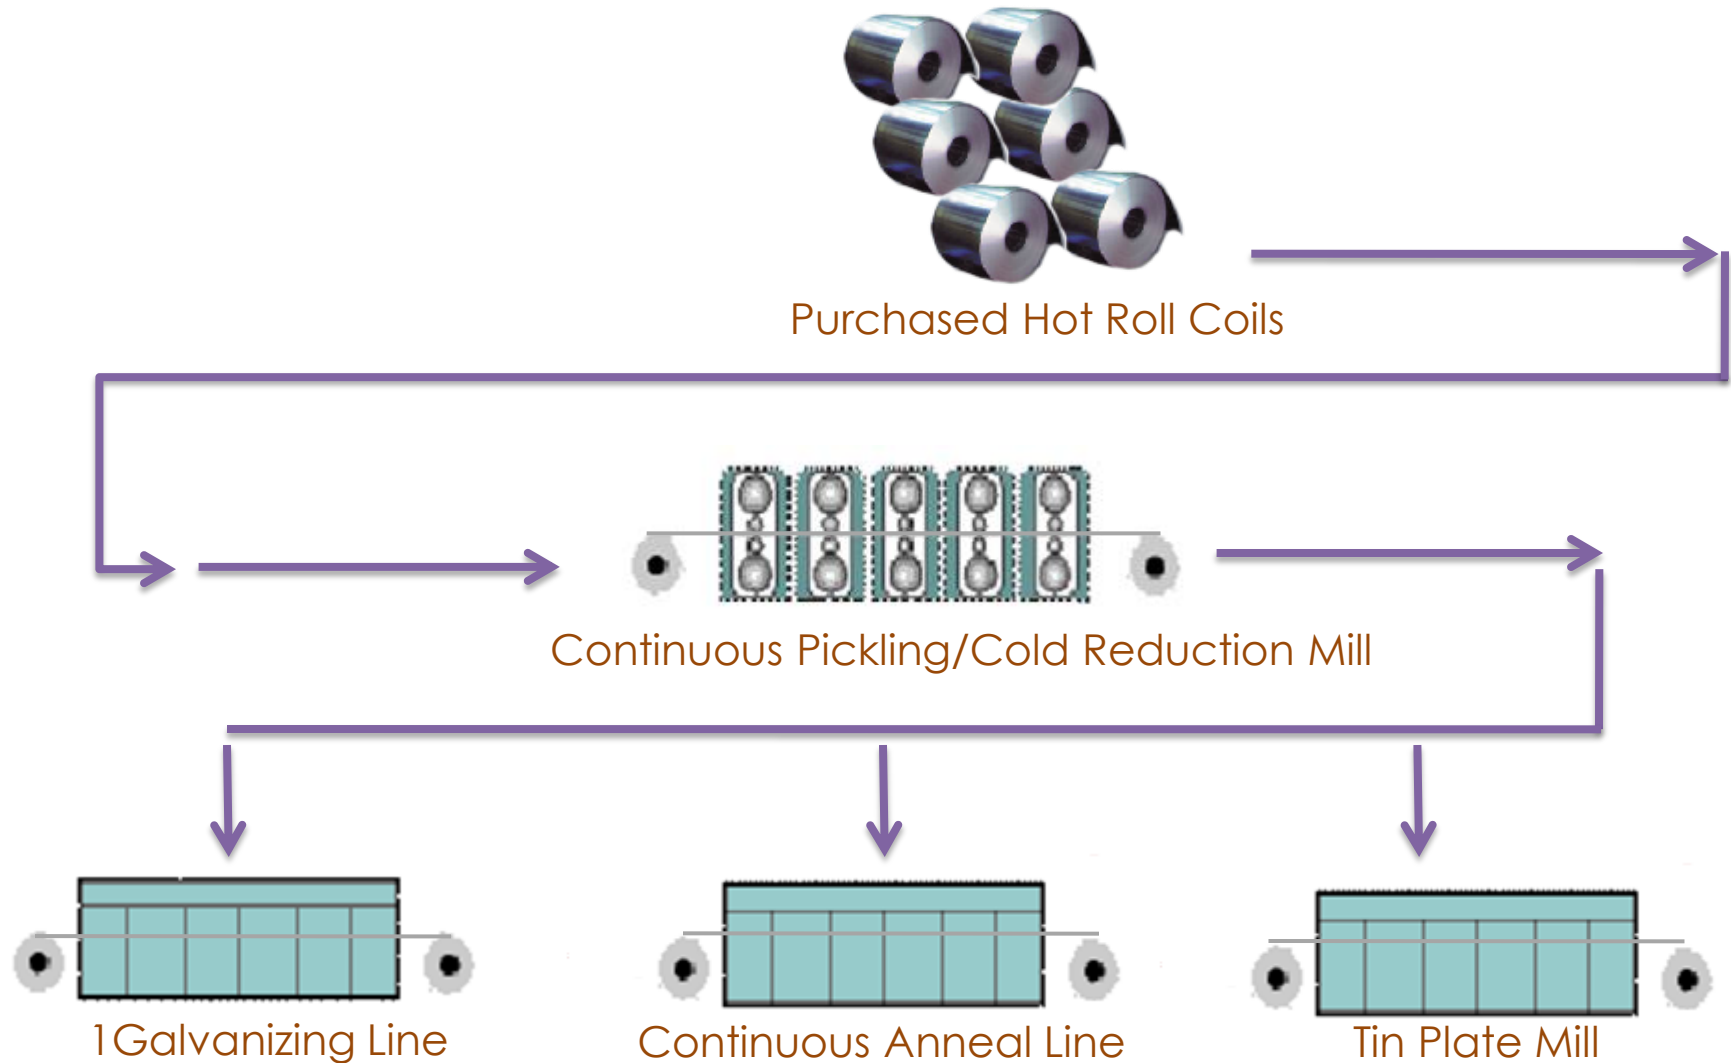 Purchased Hot Roll Coils
Continuous Pickling/Cold Reduction Mill
1Galvanizing Line
Continuous Anneal Line
Tin Plate Mill